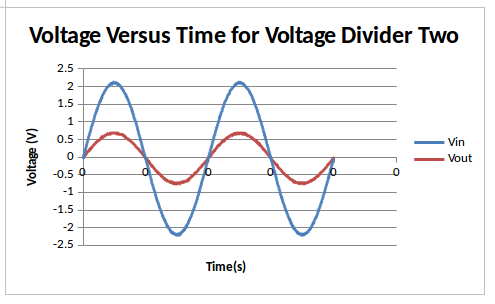 Voltage Versus Time for Voltage Divider Two
2.5
2
1.5
1
0.5
0
-0.5
-1
-1.5
-2
-2.5
0 0 0 0 0 0
Voltage (V)
Time(s)
Vin
Vout